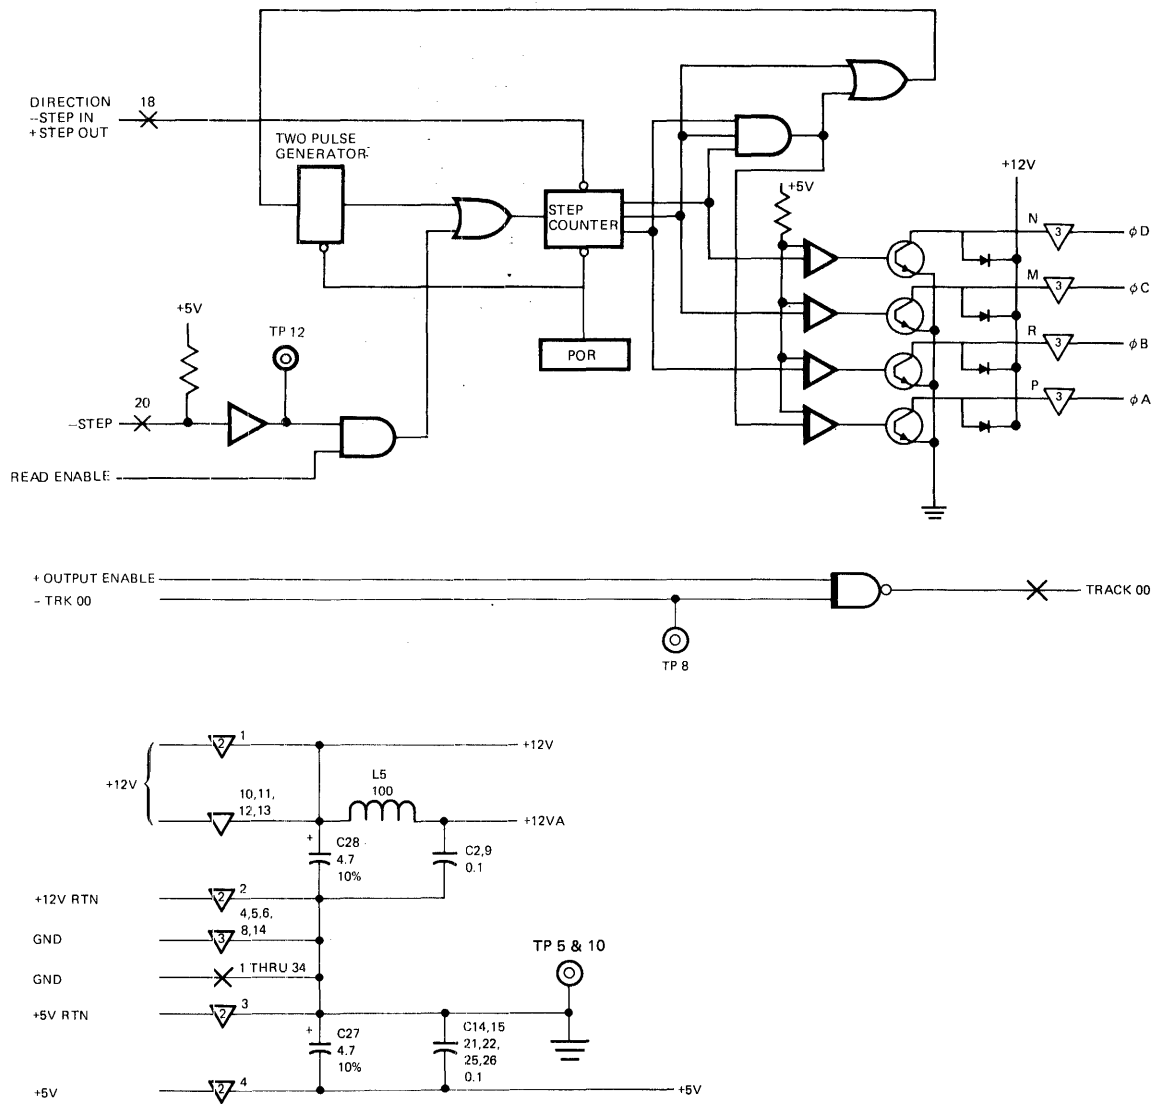 DIRECTION
--STEP IN
+STEP OUT
18
TWO PULSE
GENERATOR
STEP
COUNTER
+5V
+12V
N
3
φD
M
3
φC
R
3
φB
P
3
φA
+5V
TP 12
POR
20
--STEP
READ ENABLE
+ OUTPUT ENABLE
- TRK 00
TRACK 00
TP 8
2
1
+12V
+12V
10,11,
12,13
L5
100
+12VA
+
C28
4.7
10%
C2,9
0.1
+12V RTN
2
2
4,5,6,
8,14
GND
3
GND
1 THRU 34
TP 5 & 10
+5V RTN
2
3
+
C27
4.7
10%
C14,15
21,22,
25,26
0.1
+5V
2
4
+5V